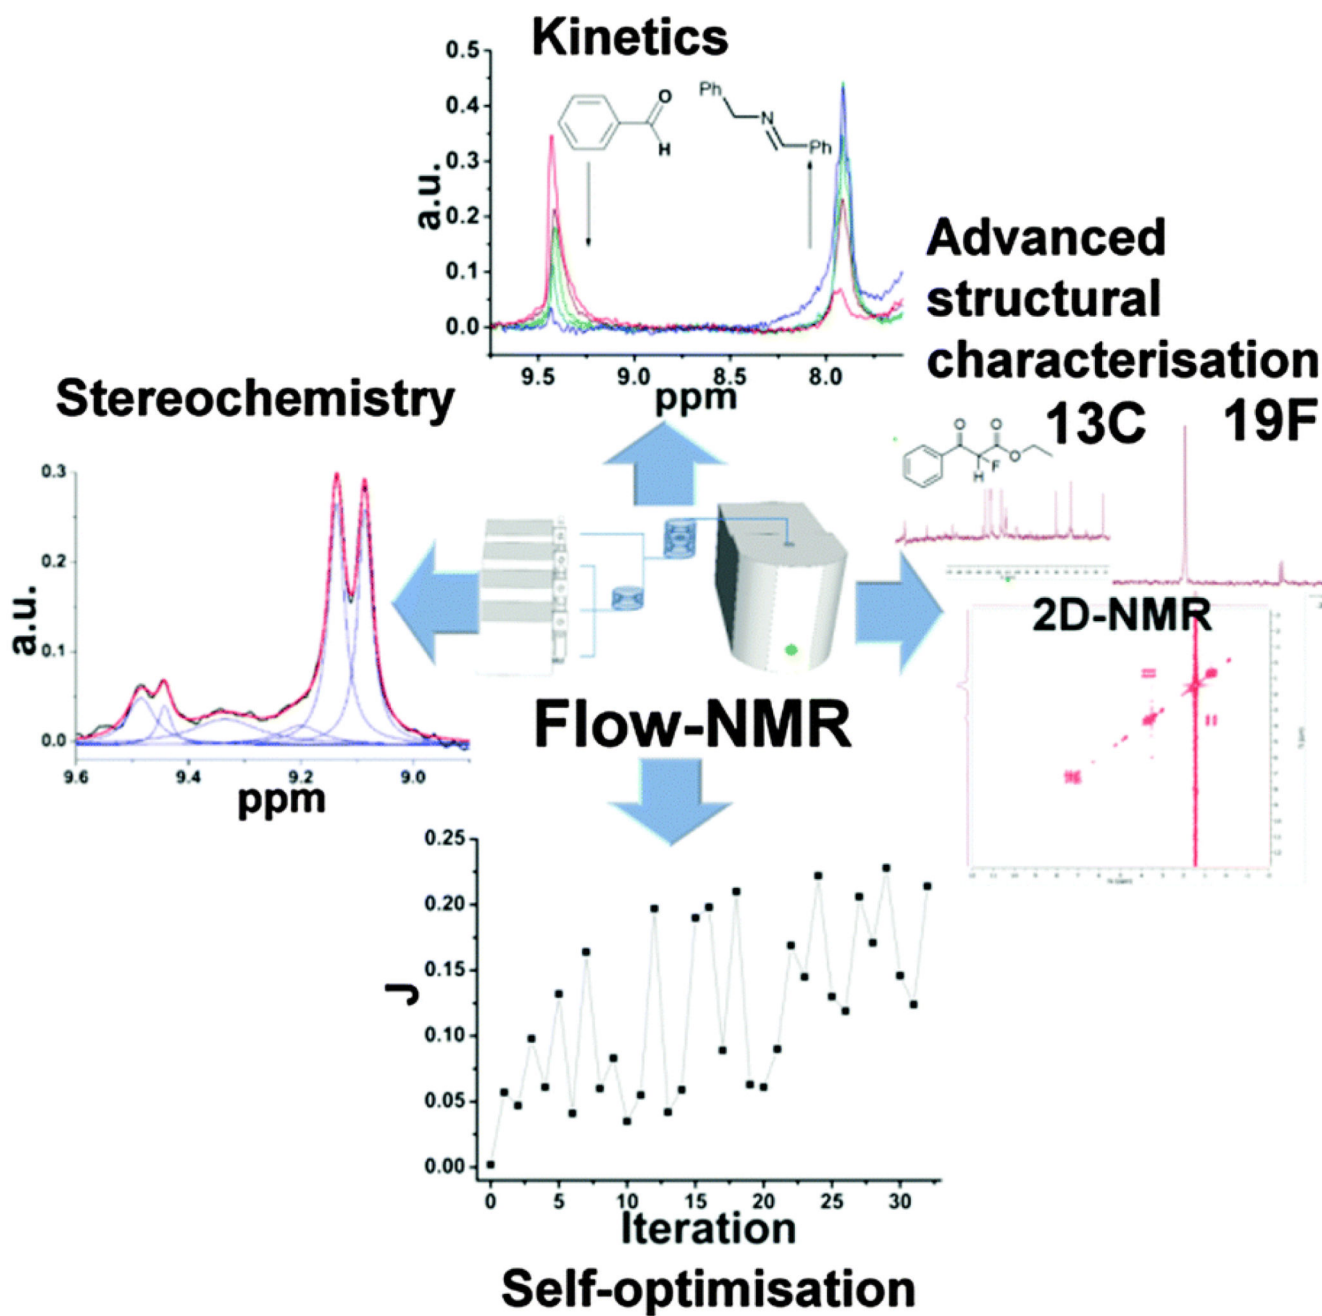 Kinetics
0.5
0.4
0.3
0.2
0.1
0.0
a.u.
O
H
Ph
N
Ph
9.5 9.0 8.5 8.0
ppm
Advanced
structural
characterisation
13C 19F
O O
O
F
H
2D-NMR
Stereochemistry
0.3
0.2
0.1
0.0
a.u.
9.6 9.4 9.2 9.0
ppm
Flow-NMR
0.25
0.20
0.15
0.10
0.05
0.00
J
0 5 10 15 20 25 30
Iteration
Self-optimisation